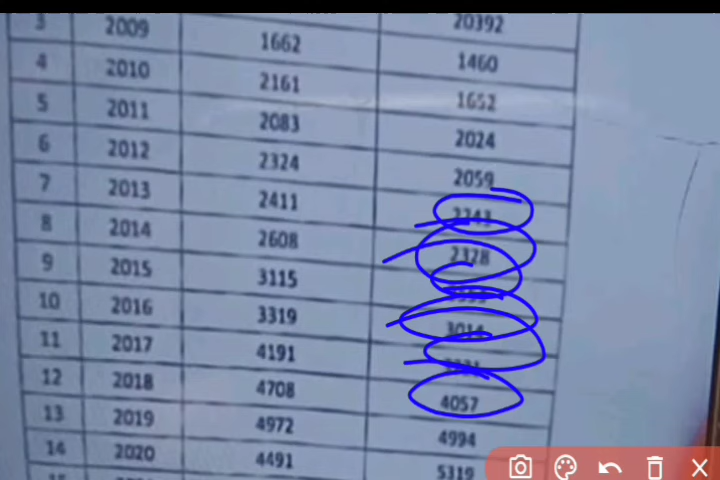 20392
3 2009 1662 1460
4 2010 2161 1652
5 2011 2083 2024
6 2012 2324 2059
7 2013 2411 2243
8 2014 2608 2328
9 2015 3115
10 2016 3319 3014
11 2017 4191
12 2018 4708 4057
13 2019 4972 4994
14 2020 4491 5319